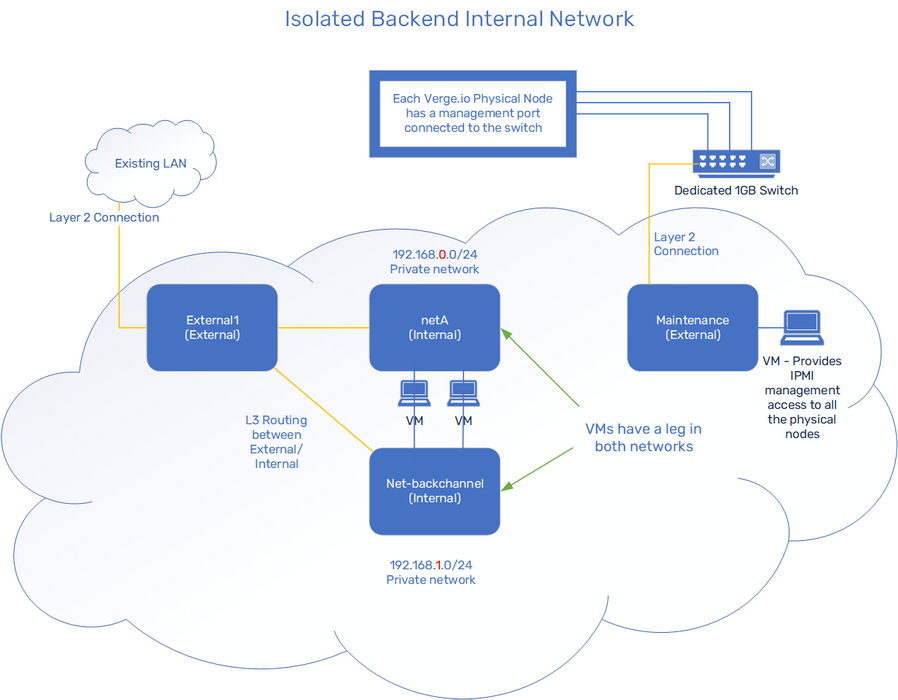 Isolated Backend Internal Network
Each Verge.io Physical Node
has a management port
connected to the switch
Existing LAN
Dedicated 1GB Switch
Layer 2 Connection
Layer 2
Connection
192.168.0.0/24
Private network
External1
(External)
netA
(Internal)
Maintenance
(External)
VM - Provides
IPMI
management
access to all
the physical
nodes
VM
VM
L3 Routing
between
External/
Internal
VMs have a leg in
both networks
Net-backchannel
(Internal)
192.168.1.0/24
Private network